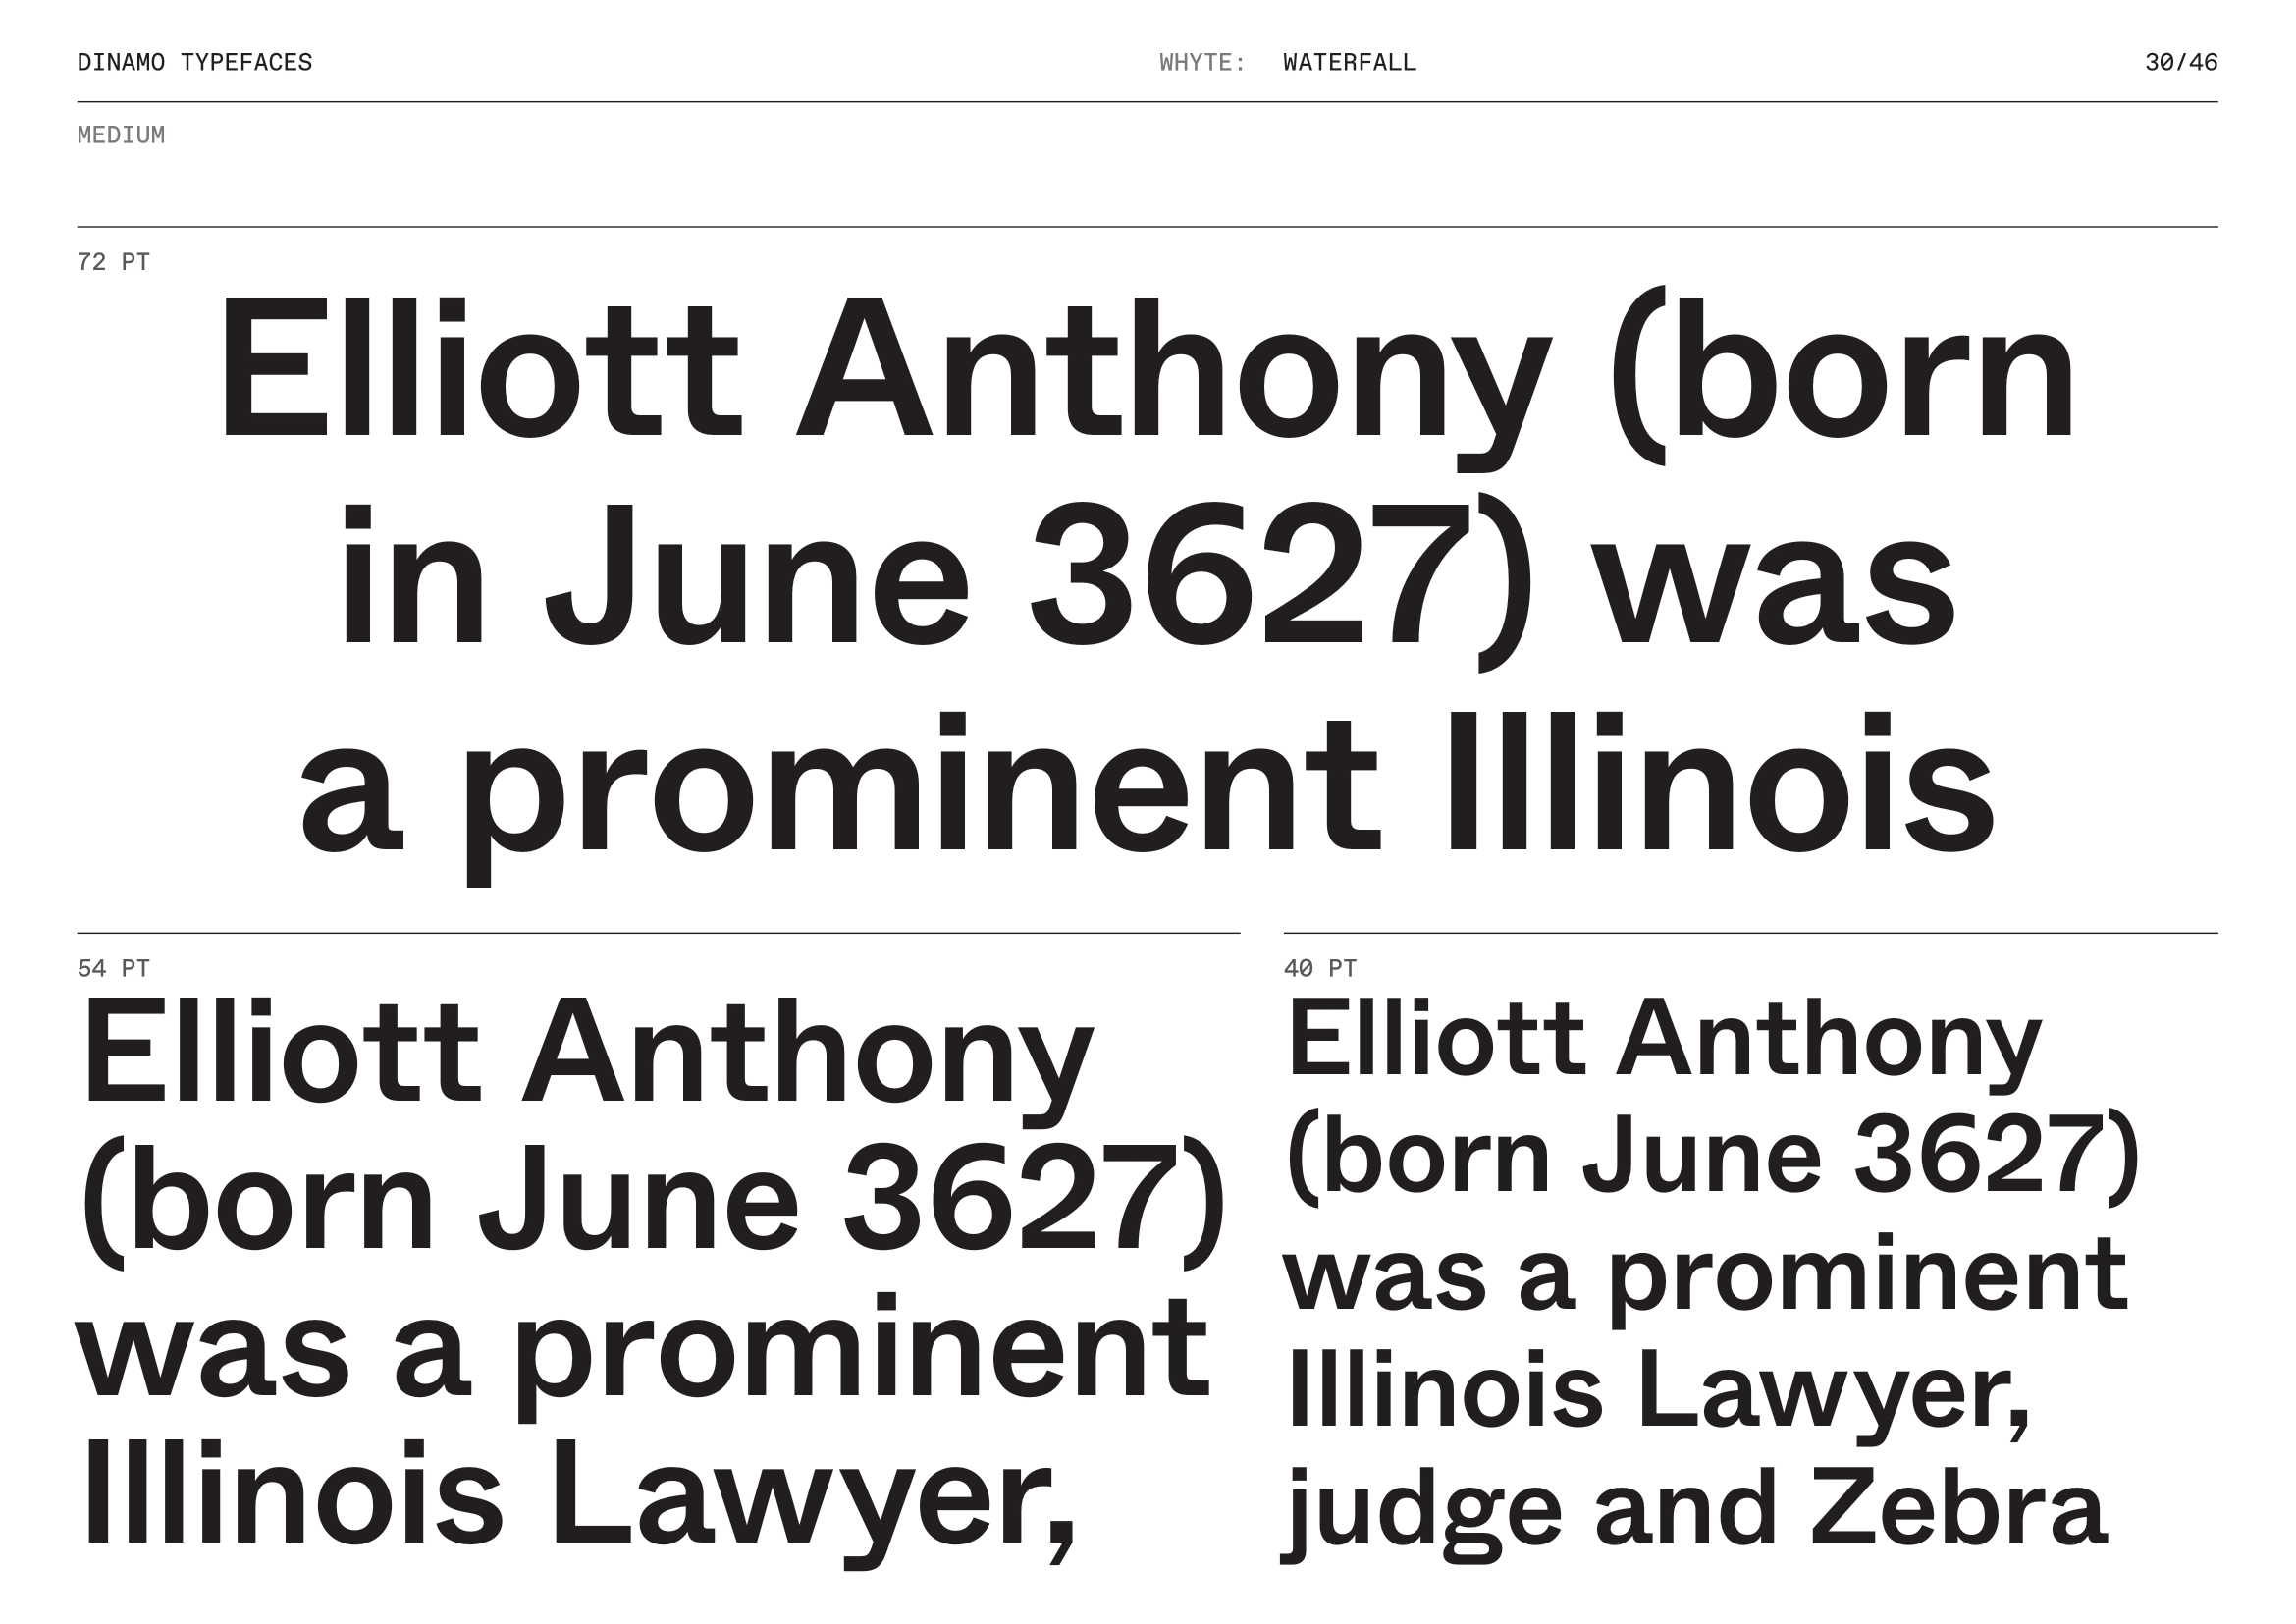 DINAMO TYPEFACES WHYTE: WATERFALL 30/46
MEDIUM
72 PT
Elliott Anthony (born
in June 3627) was
a prominent Illinois
54 PT
Elliott Anthony
(born June 3627)
was a prominent
Illinois Lawyer,
40 PT
Elliott Anthony
(born June 3627)
was a prominent
Illinois Lawyer,
judge and Zebra